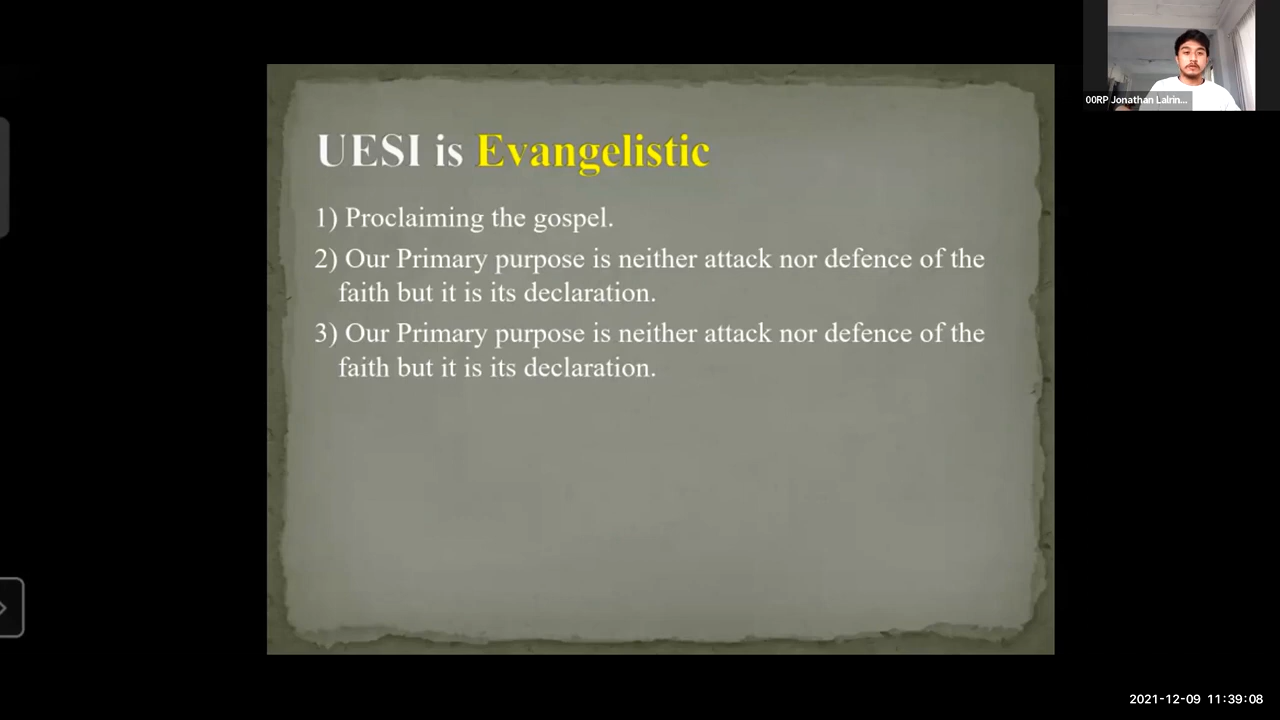 UESI is Evangelistic
1) Proclaiming the gospel.
2) Our Primary purpose is neither attack nor defence of the
faith but it is its declaration.
3) Our Primary purpose is neither attack nor defence of the
faith but it is its declaration.
00RP Jonathan Lalrin...
2021-12-09 11:39:08